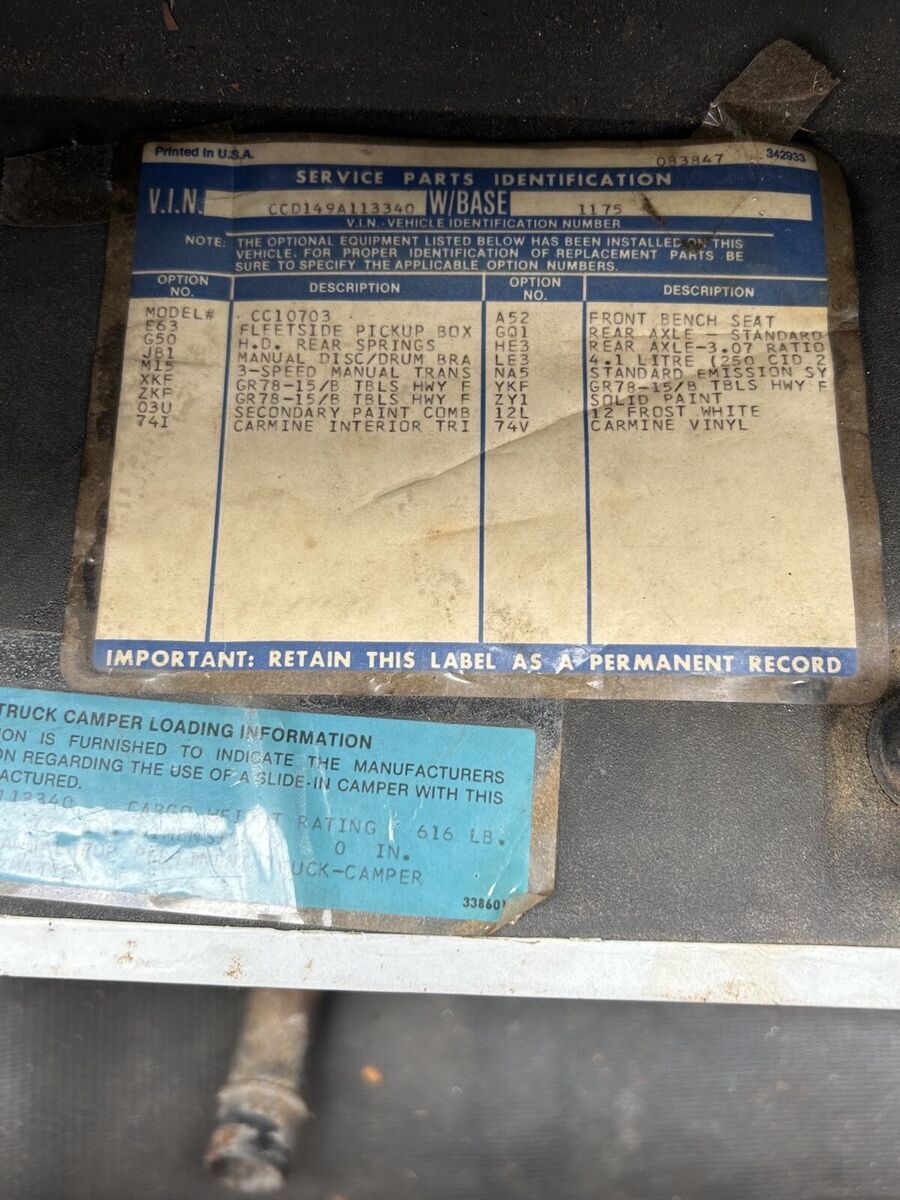 Printed in U.S.A. 083847 342933
SERVICE PARTS IDENTIFICATION
V.I.N. CCD149A113340 W/BASE 1175
V.I.N.-VEHICLE IDENTIFICATION NUMBER
NOTE: THE OPTIONAL EQUIPMENT LISTED BELOW HAS BEEN INSTALLED ON THIS
VEHICLE. FOR PROPER IDENTIFICATION OF REPLACEMENT PARTS BE
SURE TO SPECIFY THE APPLICABLE OPTION NUMBERS.
OPTION NO. DESCRIPTION OPTION NO. DESCRIPTION
MODEL# CC10703 A52 FRONT BENCH SEAT
E63 FLEETSIDE PICKUP BOX GQ1 REAR AXLE - STANDARD
G50 H.D. REAR SPRINGS HE3 REAR AXLE-3.07 RATIO
JB1 MANUAL DISC/DRUM BRA LE3 4.1 LITRE (250 CID 2
M15 3-SPEED MANUAL TRANS NA5 STANDARD EMISSION SY
XKF GR78-15/B TBLS HWY F YKF GR78-15/B TBLS HWY F
ZKF GR78-15/B TBLS HWY F ZY1 SOLID PAINT
03U SECONDARY PAINT COMB 12L 12 FROST WHITE
74I CARMINE INTERIOR TRI 74V CARMINE VINYL
IMPORTANT: RETAIN THIS LABEL AS A PERMANENT RECORD
TRUCK CAMPER LOADING INFORMATION
ION IS FURNISHED TO INDICATE THE MANUFACTURERS
ON REGARDING THE USE OF A SLIDE-IN CAMPER WITH THIS
ACTURED.
113340 CARGO WEIGHT RATING 616 LB.
0 IN.
UCK-CAMPER
338601